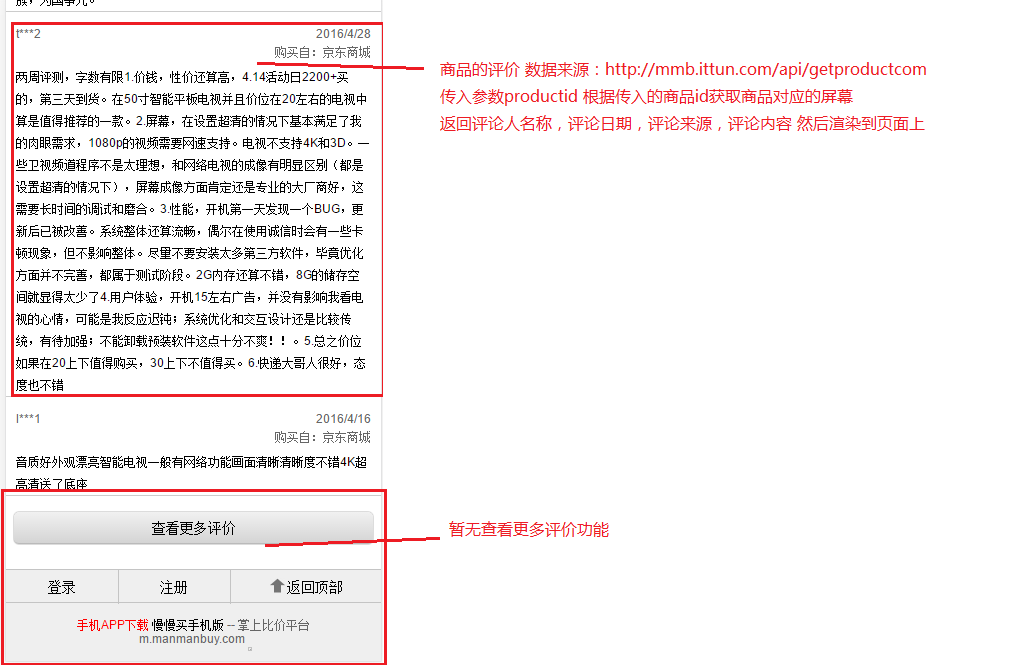 族，为国争光。
t***2 2016/4/28
购买自：京东商城
两周评测，字数有限1.价钱，性价还算高，4.14活动日2200+买
的，第三天到货。在50寸智能平板电视并且价位在20左右的电视中
算是值得推荐的一款。2.屏幕，在设置超清的情况下基本满足了我
的肉眼需求，1080p的视频需要网速支持。电视不支持4K和3D。一
些卫视频道程序不是太理想，和网络电视的成像有明显区别（都是
设置超清的情况下），屏幕成像方面肯定还是专业的大厂商好，这
需要长时间的调试和磨合。3.性能，开机第一天发现一个BUG，更
新后已被改善。系统整体还算流畅，偶尔在使用诚信时会有一些卡
顿现象，但不影响整体。尽量不要安装太多第三方软件，毕竟优化
方面并不完善，都属于测试阶段。2G内存还算不错，8G的储存空
间就显得太少了4.用户体验，开机15左右广告，并没有影响我看电
视的心情，可能是我反应迟钝；系统优化和交互设计还是比较传
统，有待加强；不能卸载预装软件这点十分不爽！！。5.总之价位
如果在20上下值得购买，30上下不值得买。6.快递大哥人很好，态
度也不错
商品的评价 数据来源：http://mmb.ittun.com/api/getproductcom
传入参数productid 根据传入的商品id获取商品对应的屏幕
返回评论人名称，评论日期，评论来源，评论内容 然后渲染到页面上
l***1 2016/4/16
购买自：京东商城
音质好外观漂亮智能电视一般有网络功能画面清晰清晰度不错4K超
高清送了底座
查看更多评价
暂无查看更多评价功能
登录 注册 返回顶部
手机APP下载 慢慢买手机版 -- 掌上比价平台
m.manmanbuy.com